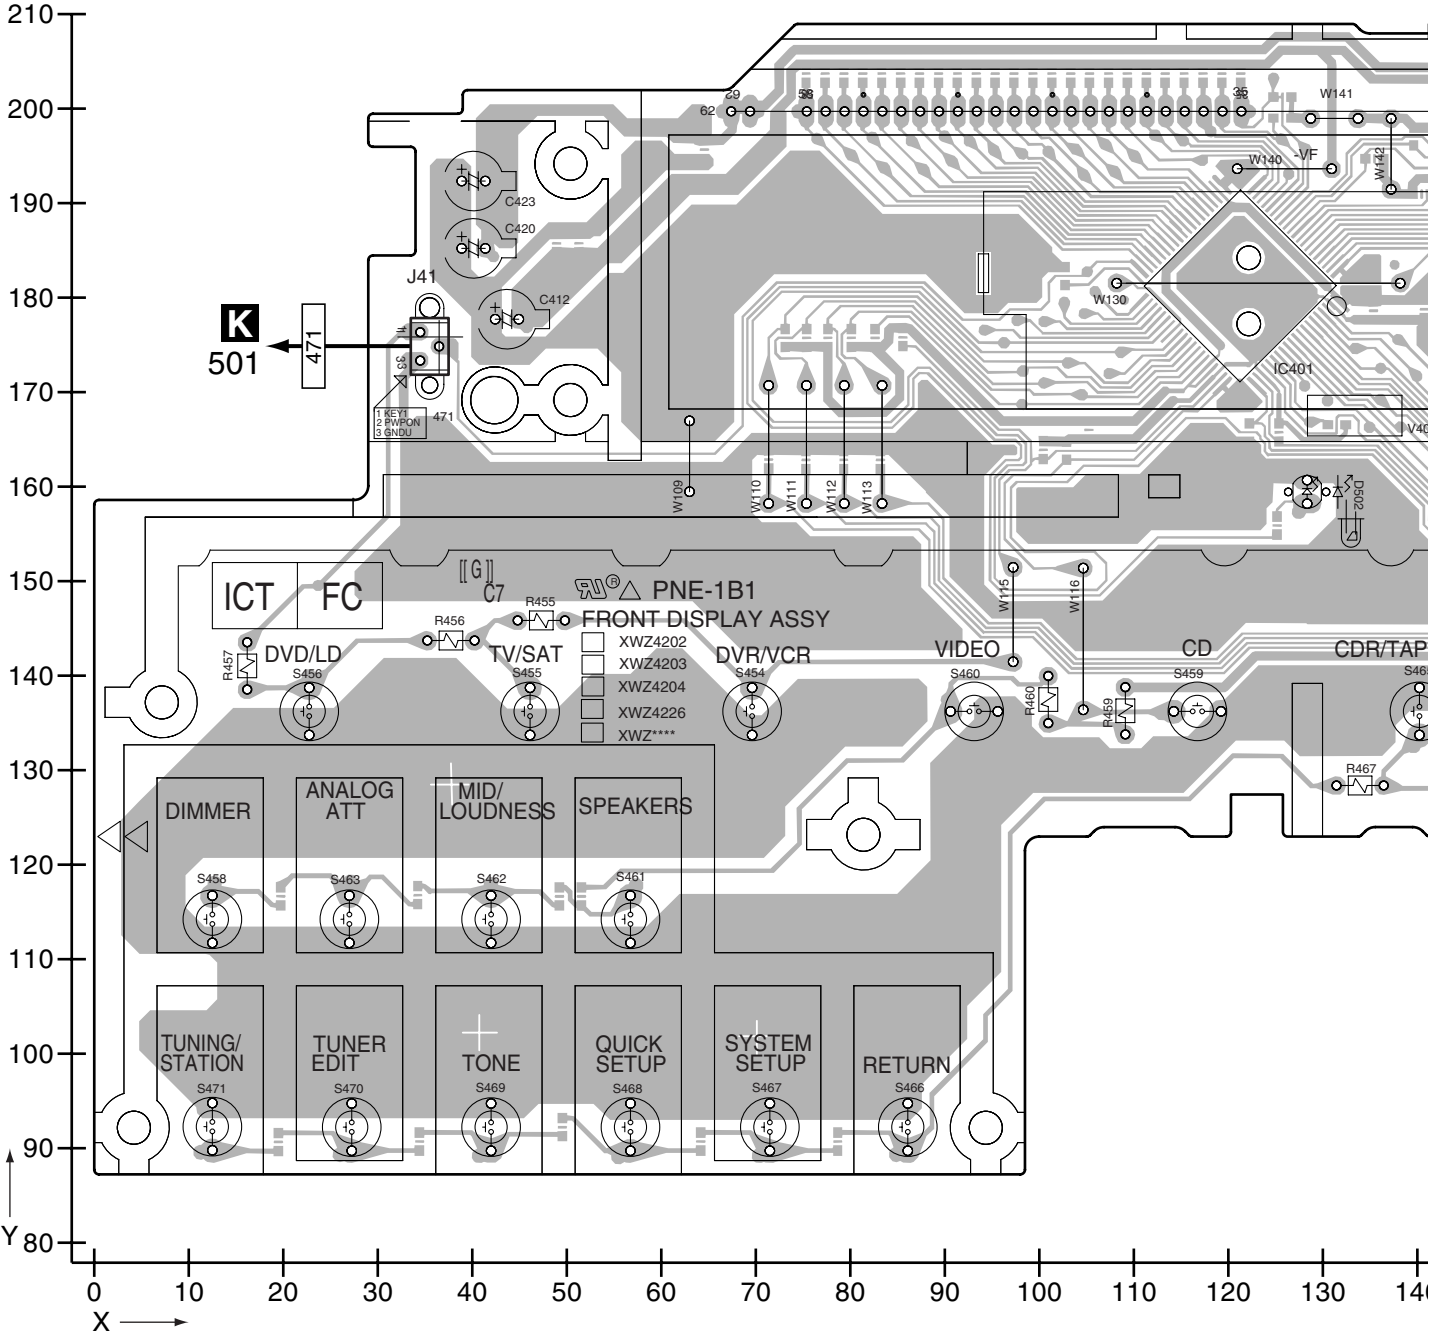 210
200
190
180
170
160
150
140
130
120
110
100
90
80
Y
0 10 20 30 40 50 60 70 80 90 100 110 120 130
X
62
62
58
35
W141
W142
W140
-VF
C423
C420
C412
J41
K
501
471
11
33
1 KEY1
2 PWPON
3 GNDU
471
W130
IC401
W109
W110
W111
W112
W113
W115
W116
D502
ICT FC
[[G]]
C7
R455
R456
R457
® PNE-1B1
FRONT DISPLAY ASSY
XWZ4202
XWZ4203
XWZ4204
XWZ4226
XWZ****
DVD/LD
S456
TV/SAT
S455
DVR/VCR
S454
VIDEO
S460
R460
R459
CD
S459
CDR/TAP
R467
DIMMER
ANALOG
ATT
MID/
LOUDNESS
SPEAKERS
S458
S463
S462
S461
TUNING/
STATION
TUNER
EDIT
TONE
QUICK
SETUP
SYSTEM
SETUP
RETURN
S471
S470
S469
S468
S467
S466